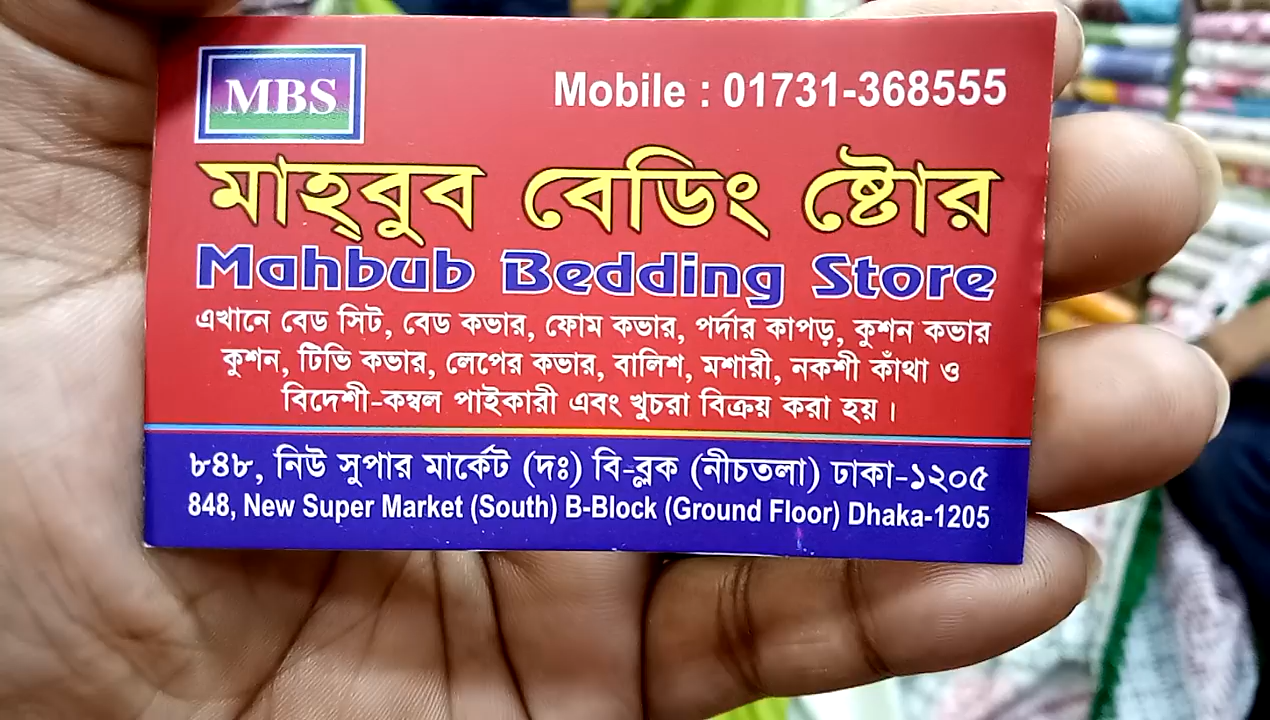 MBS
Mobile : 01731-368555
মাহ্‌বুব বেডিং ষ্টোর
Mahbub Bedding Store
এখানে বেড সিট, বেড কভার, ফোম কভার, পর্দার কাপড়, কুশন কভার
কুশন, টিভি কভার, লেপের কভার, বালিশ, মশারী, নকশী কাঁথা ও
বিদেশী-কম্বল পাইকারী এবং খুচরা বিক্রয় করা হয়।
৮৪৮, নিউ সুপার মার্কেট (দঃ) বি-ব্লক (নীচতলা) ঢাকা-১২০৫
848, New Super Market (South) B-Block (Ground Floor) Dhaka-1205